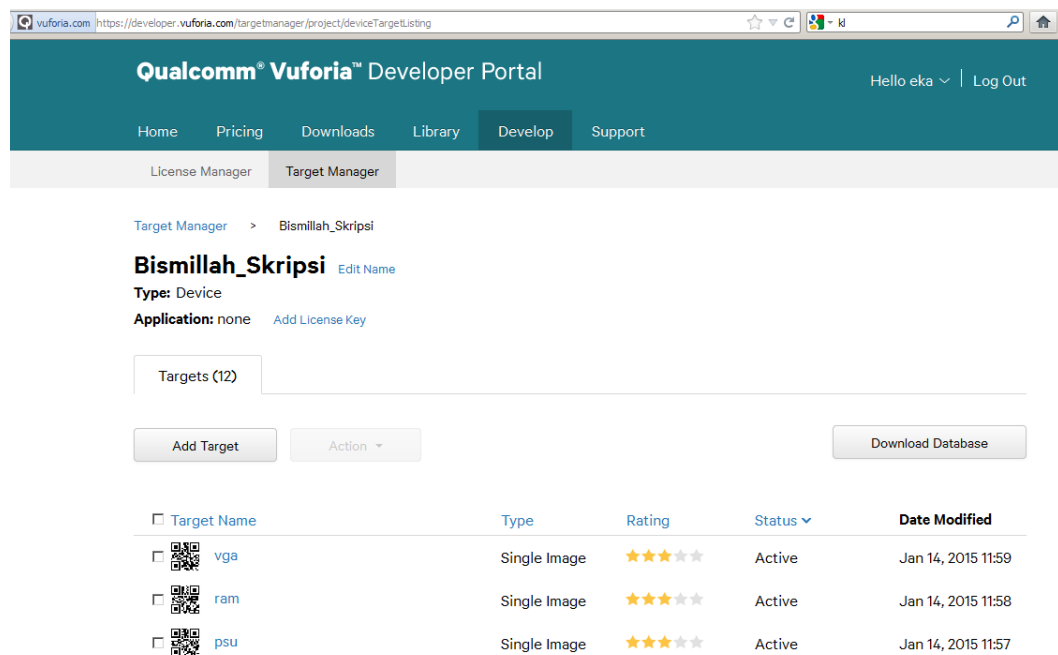 vuforia.com https://developer.vuforia.com/targetmanager/project/deviceTargetListing kl
Qualcomm® Vuforia™ Developer Portal
Hello eka Log Out
Home Pricing Downloads Library Develop Support
License Manager Target Manager
Target Manager > Bismillah_Skripsi
Bismillah_Skripsi Edit Name
Type: Device
Application: none Add License Key
Targets (12)
Add Target Action Download Database
Target Name Type Rating Status Date Modified
vga Single Image Active Jan 14, 2015 11:59
ram Single Image Active Jan 14, 2015 11:58
psu Single Image Active Jan 14, 2015 11:57